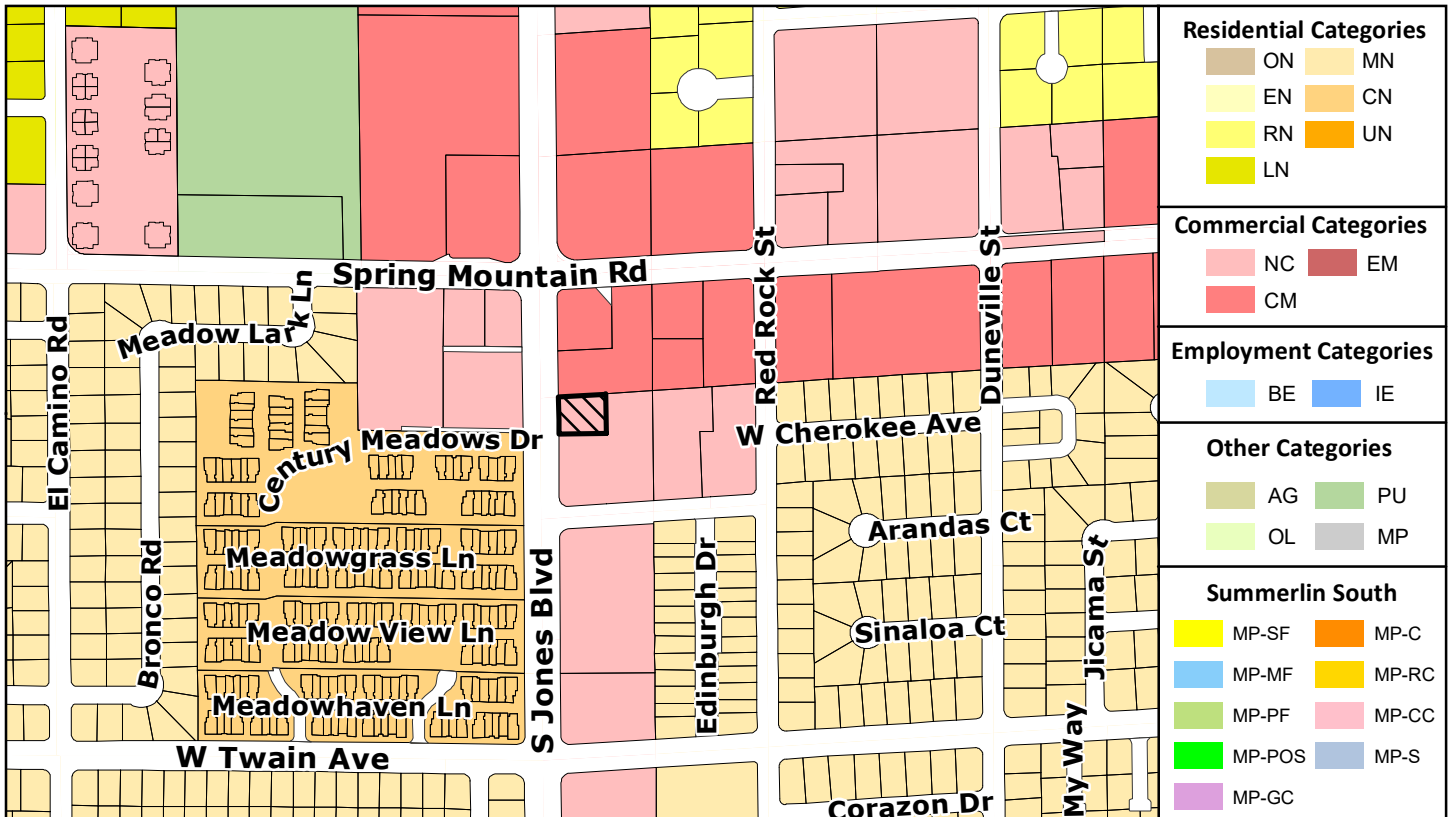 Spring Mountain Rd
Meadow Lark Ln
El Camino Rd
Red Rock St
Duneville St
Century Meadows Dr
W Cherokee Ave
Meadowgrass Ln
Arandas Ct
Bronco Rd
S Jones Blvd
Edinburgh Dr
Jicama St
Meadow View Ln
Sinaloa Ct
Meadowhaven Ln
W Twain Ave
My Way
Corazon Dr
Residential Categories
ON MN
EN CN
RN UN
LN
Commercial Categories
NC EM
CM
Employment Categories
BE IE
Other Categories
AG PU
OL MP
Summerlin South
MP-SF MP-C
MP-MF MP-RC
MP-PF MP-CC
MP-POS MP-S
MP-GC